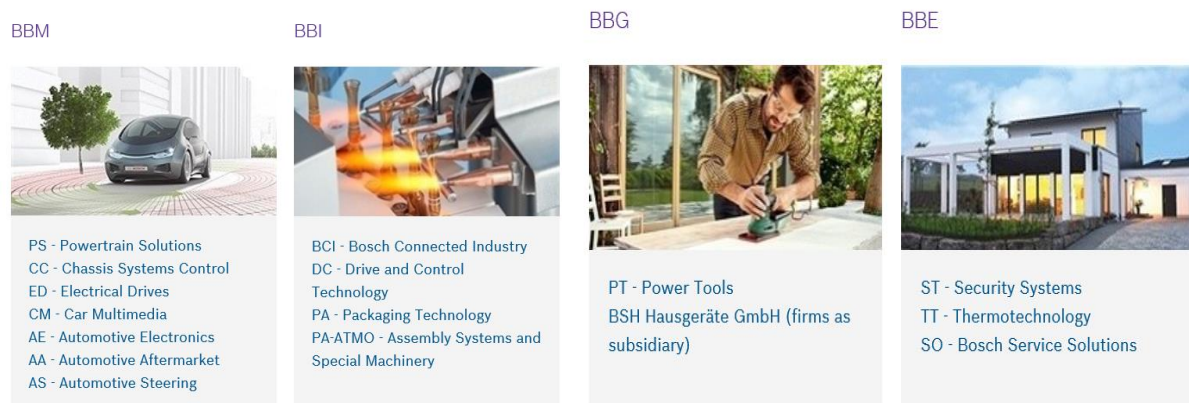 BBM
PS - Powertrain Solutions
CC - Chassis Systems Control
ED - Electrical Drives
CM - Car Multimedia
AE - Automotive Electronics
AA - Automotive Aftermarket
AS - Automotive Steering
BBI
BCI - Bosch Connected Industry
DC - Drive and Control
Technology
PA - Packaging Technology
PA-ATMO - Assembly Systems and
Special Machinery
BBG
PT - Power Tools
BSH Hausgeräte GmbH (firms as
subsidiary)
BBE
ST - Security Systems
TT - Thermotechnology
SO - Bosch Service Solutions